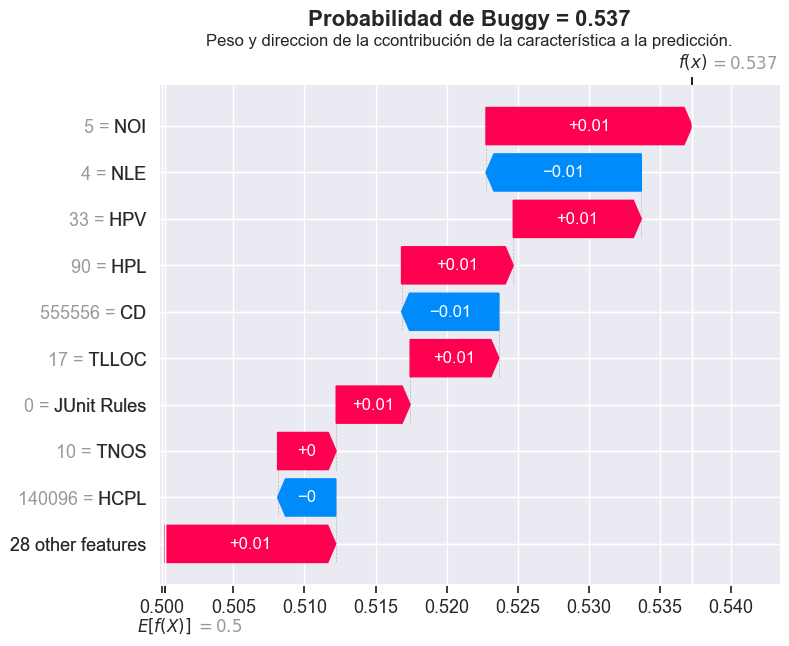 Probabilidad de Buggy = 0.537
Peso y direccion de la ccontribución de la característica a la predicción.
f(x) = 0.537
5 = NOI
+0.01
4 = NLE
−0.01
33 = HPV
+0.01
90 = HPL
+0.01
555556 = CD
−0.01
17 = TLLOC
+0.01
0 = JUnit Rules
+0.01
10 = TNOS
+0
140096 = HCPL
−0
28 other features
+0.01
0.500 0.505 0.510 0.515 0.520 0.525 0.530 0.535 0.540
E[f(X)] = 0.5